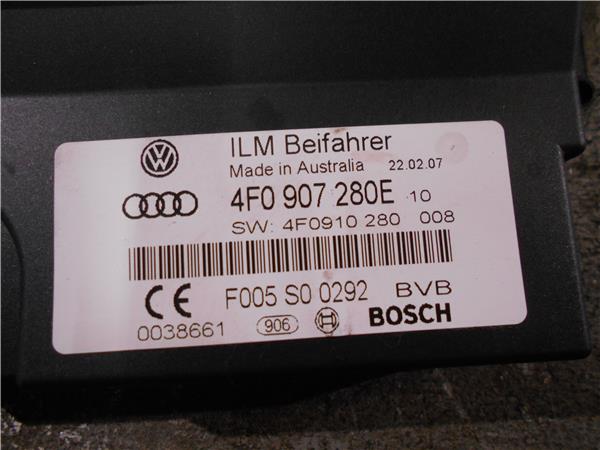 ILM Beifahrer
Made in Australia 22.02.07
4F0 907 280E 10
SW: 4F0910 280 008
F005 S0 0292 BVB
0038661 906 BOSCH